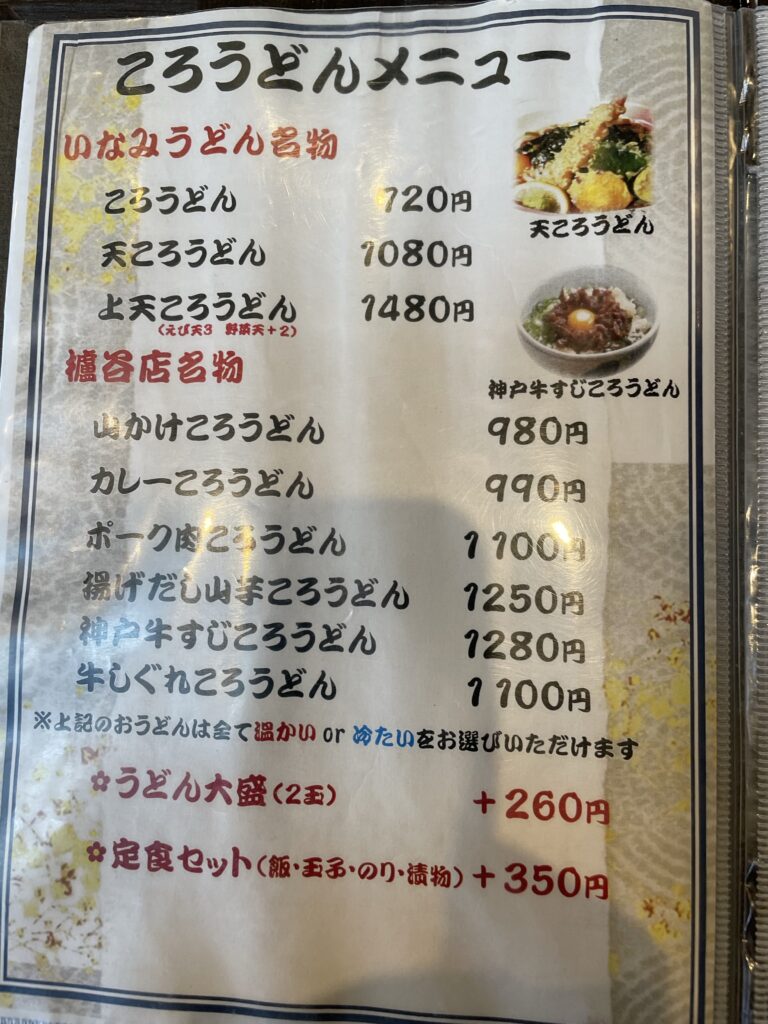 ころうどんメニュー
いなみうどん名物
ころうどん 720円
天ころうどん 1080円
上天ころうどん 1480円
(えび天3 野菜天+2)
天ころうどん
神戸牛すじころうどん
櫨谷店名物
山かけころうどん 980円
カレーころうどん 990円
ポーク肉ころうどん 1100円
揚げだし山芋ころうどん 1250円
神戸牛すじころうどん 1280円
牛しぐれころうどん 1100円
※上記のおうどんは全て温かい or 冷たいをお選びいただけます
✿うどん大盛(2玉) +260円
✿定食セット(飯・玉子・のり・漬物) +350円